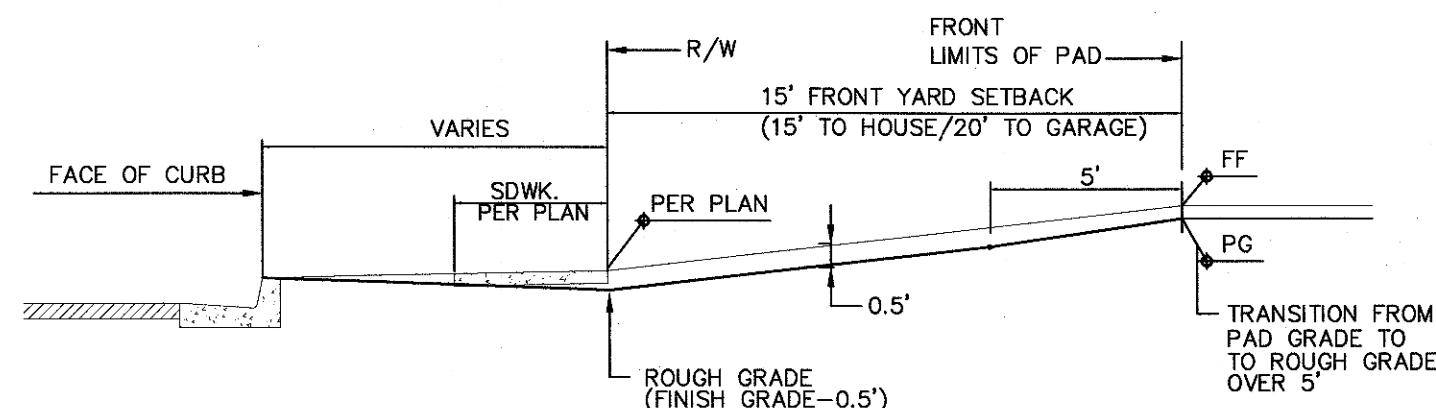 FRONT
LIMITS OF PAD
R/W
15' FRONT YARD SETBACK
(15' TO HOUSE/20' TO GARAGE)
VARIES
FACE OF CURB
SDWK.
PER PLAN
PER PLAN
5'
FF
PG
0.5'
TRANSITION FROM
PAD GRADE TO
TO ROUGH GRADE
OVER 5'
ROUGH GRADE
(FINISH GRADE-0.5')